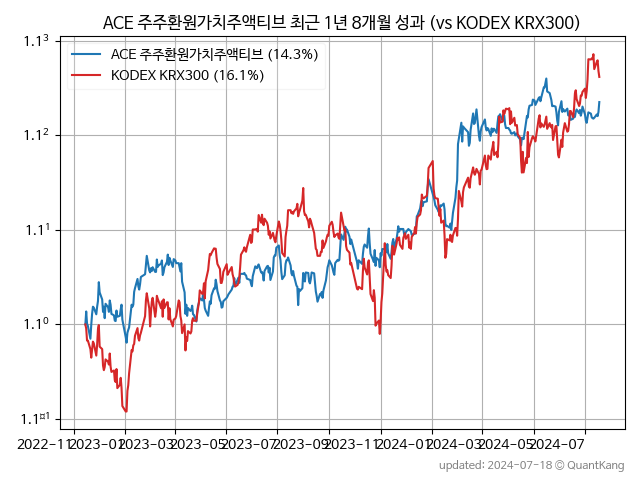 ACE 주주환원가치주액티브 최근 1년 8개월 성과 (vs KODEX KRX300)
ACE 주주환원가치주액티브 (14.3%)
KODEX KRX300 (16.1%)
1.1³
1.1²
1.1¹
1.1⁰
1.1¤¹
2022-11 2023-01 2023-03 2023-05 2023-07 2023-09 2023-11 2024-01 2024-03 2024-05 2024-07
updated: 2024-07-18 © QuantKang